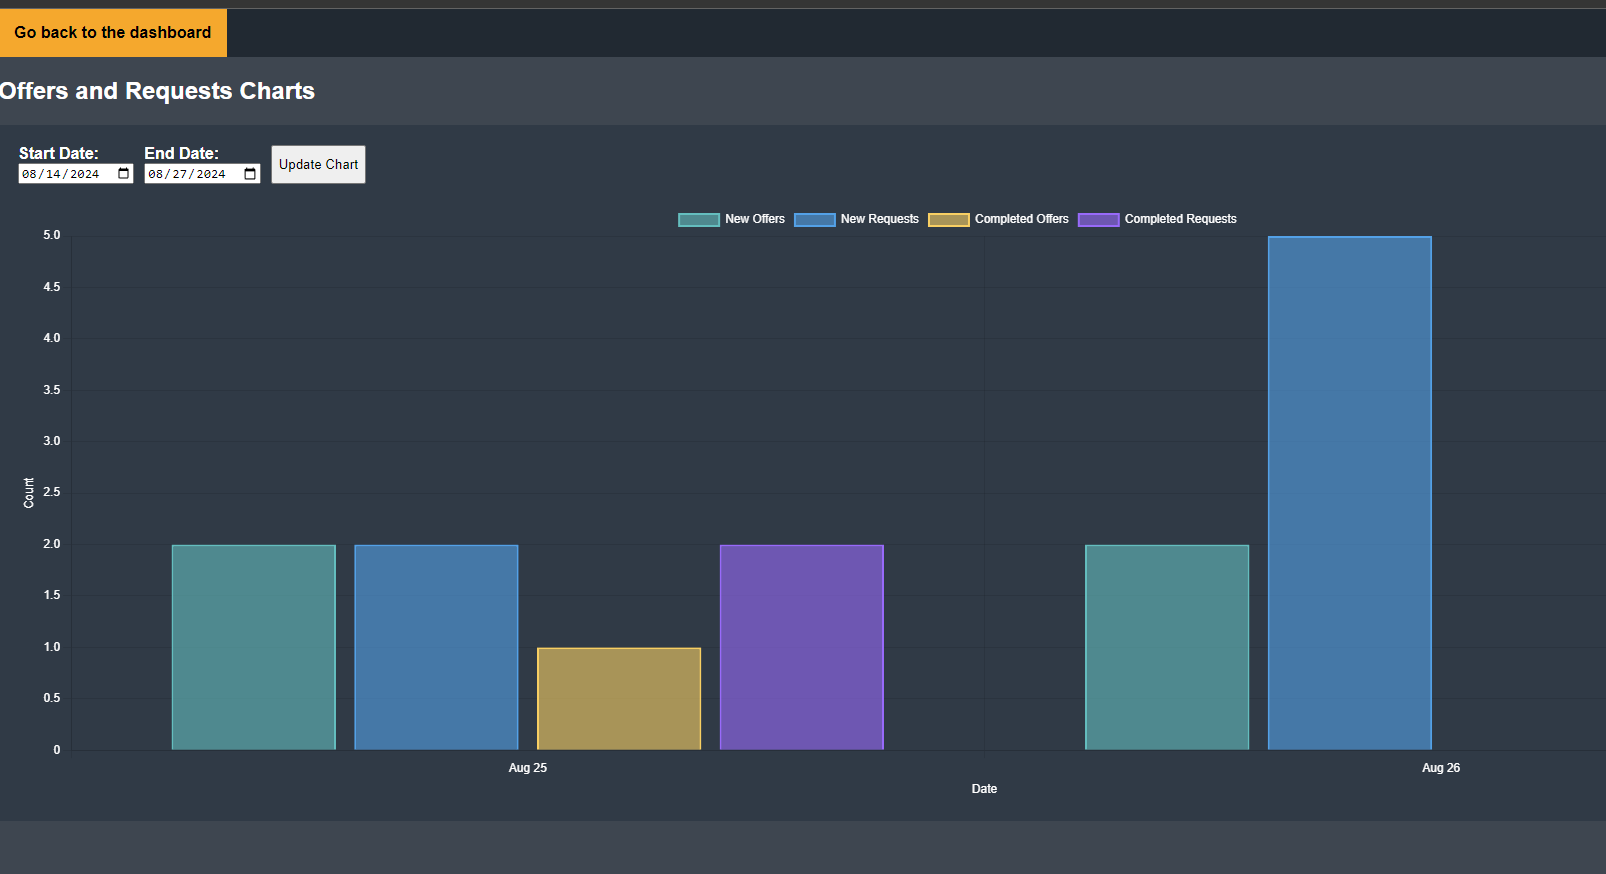 Go back to the dashboard
Offers and Requests Charts
Start Date: End Date:
08/14/2024 08/27/2024 Update Chart
New Offers New Requests Completed Offers Completed Requests
5.0
4.5
4.0
3.5
3.0
2.5
2.0
1.5
1.0
0.5
0
Count
Aug 25 Aug 26
Date